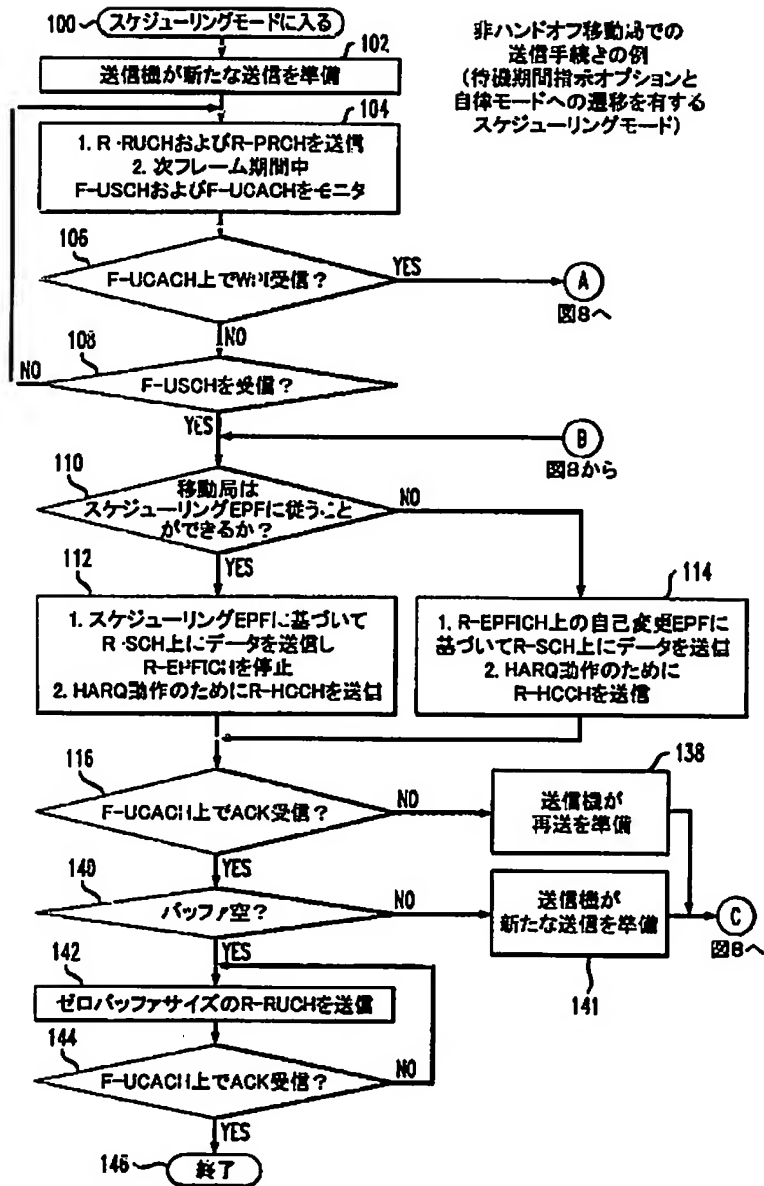 100
スケジューリングモードに入る
非ハンドオフ移動局での
送信手続きの例
(待機期間指示オプションと
自律モードへの遷移を有する
スケジューリングモード)
102
送信機が新たな送信を準備
104
1. R-RUCHおよびR-PRCHを送信
2. 次フレーム期間中
F-USCHおよびF-UCACHをモニタ
106
F-UCACH上でWPI受信?
YES
A
図8へ
NO
108
NO
F-USCHを受信?
YES
B
図8から
110
移動局は
スケジューリングEPFに従うこと
ができるか?
NO
YES
112
1. スケジューリングEPFに基づいて
R-SCH上にデータを送信し
R-EPFICHを停止
2. HARQ動作のためにR-HCCHを送信
114
1. R-EPFICH上の自己変更EPFに
基づいてR-SCH上にデータを送信
2. HARQ動作のために
R-HCCHを送信
116
F-UCACH上でACK受信?
NO
138
送信機が
再送を準備
YES
140
バッファ空?
NO
送信機が
新たな送信を準備
141
C
図8へ
YES
142
ゼロバッファサイズのR-RUCHを送信
144
F-UCACH上でACK受信?
NO
YES
146
終了